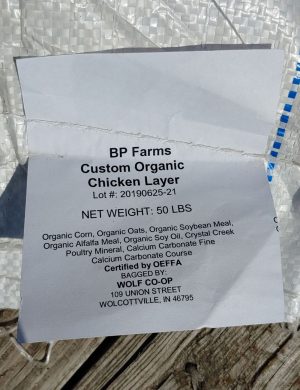 BP Farms
Custom Organic
Chicken Layer
Lot #: 20190625-21
NET WEIGHT: 50 LBS
Organic Corn, Organic Oats, Organic Soybean Meal,
Organic Alfalfa Meal, Organic Soy Oil, Crystal Creek
Poultry Mineral, Calcium Carbonate Fine
Calcium Carbonate Course
Certified by OEFFA
BAGGED BY:
WOLF CO-OP
109 UNION STREET
WOLCOTTVILLE, IN 46795